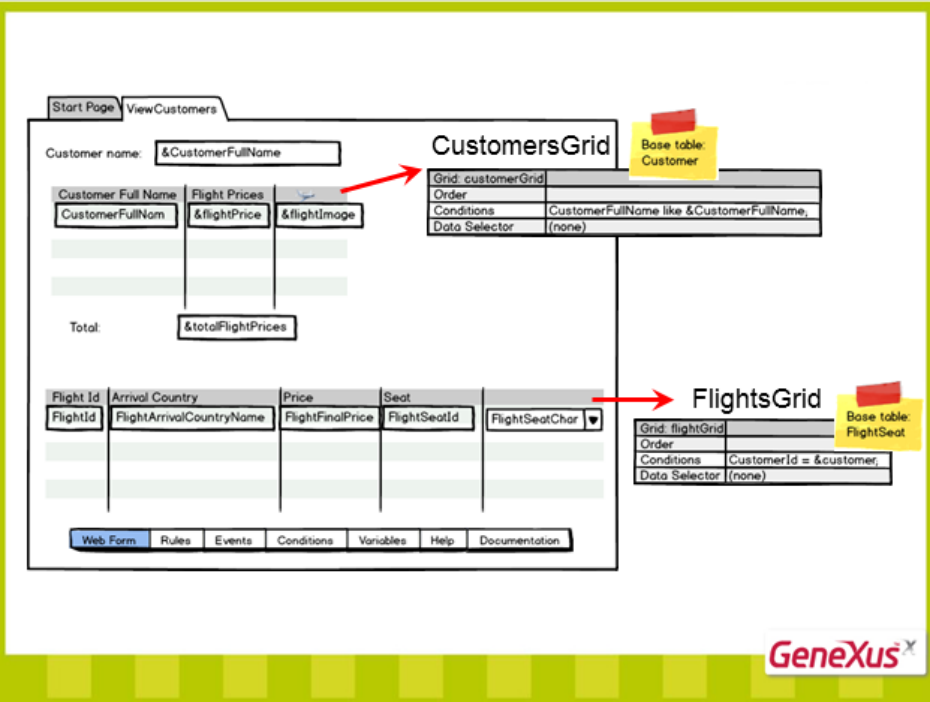 Start Page
ViewCustomers
Customer name:
&CustomerFullName
CustomersGrid
Base table:
Customer
Grid: customerGrid
Order
Conditions
CustomerFullName like &CustomerFullName;
Data Selector
(none)
Customer Full Name
Flight Prices
CustomerFullNam
&flightPrice
&flightImage
Total:
&totalFlightPrices
Flight Id
Arrival Country
Price
Seat
FlightId
FlightArrivalCountryName
FlightFinalPrice
FlightSeatId
FlightSeatChar
FlightsGrid
Base table:
FlightSeat
Grid: flightGrid
Order
Conditions
CustomerId = &customer;
Data Selector
(none)
Web Form
Rules
Events
Conditions
Variables
Help
Documentation
GeneXus X